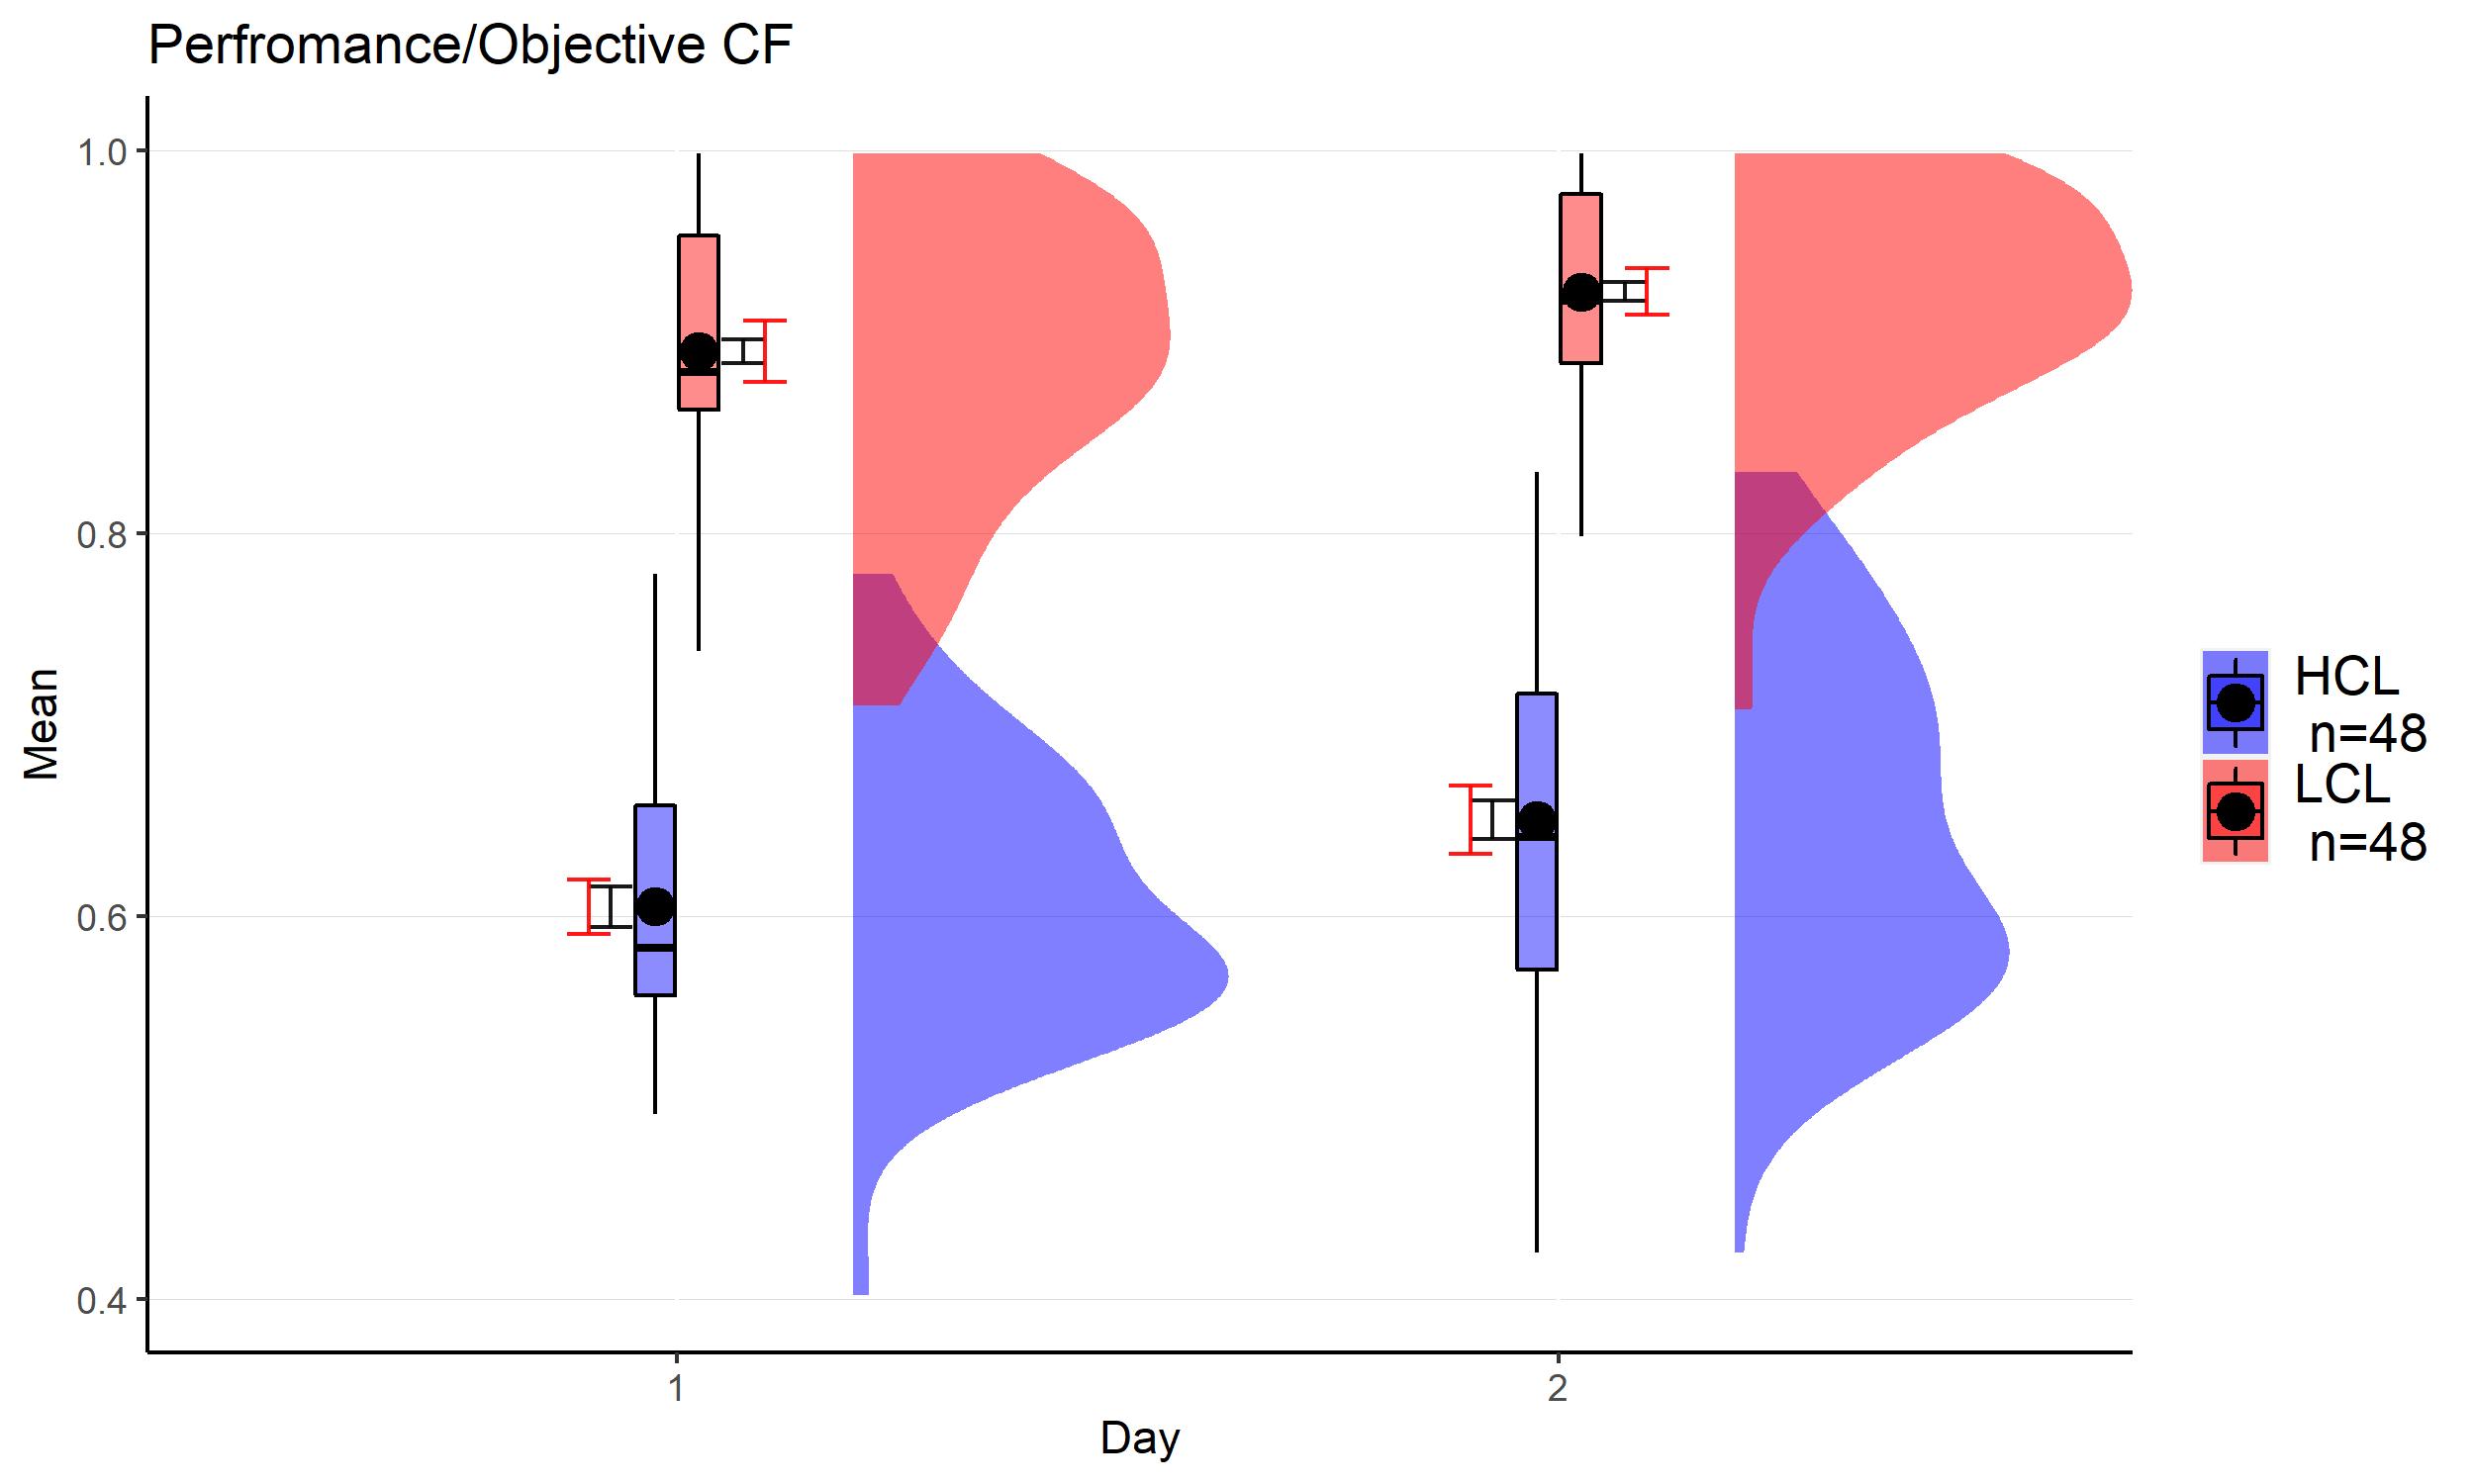 Perfromance/Objective CF
1.0
0.8
0.6
0.4
Mean
1
2
Day
HCL
n=48
LCL
n=48